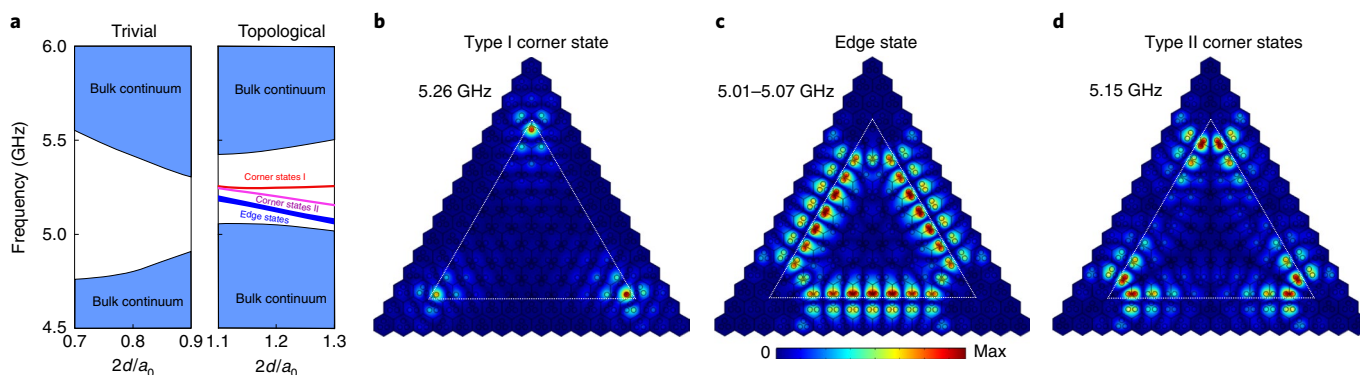 a
Trivial
Topological
6.0
5.5
5.0
4.5
Frequency (GHz)
Bulk continuum
Bulk continuum
0.7
0.8
0.9
2d/a0
Bulk continuum
Corner states I
Corner states II
Edge states
Bulk continuum
1.1
1.2
1.3
2d/a0
b
Type I corner state
5.26 GHz
c
Edge state
5.01–5.07 GHz
0
Max
d
Type II corner states
5.15 GHz